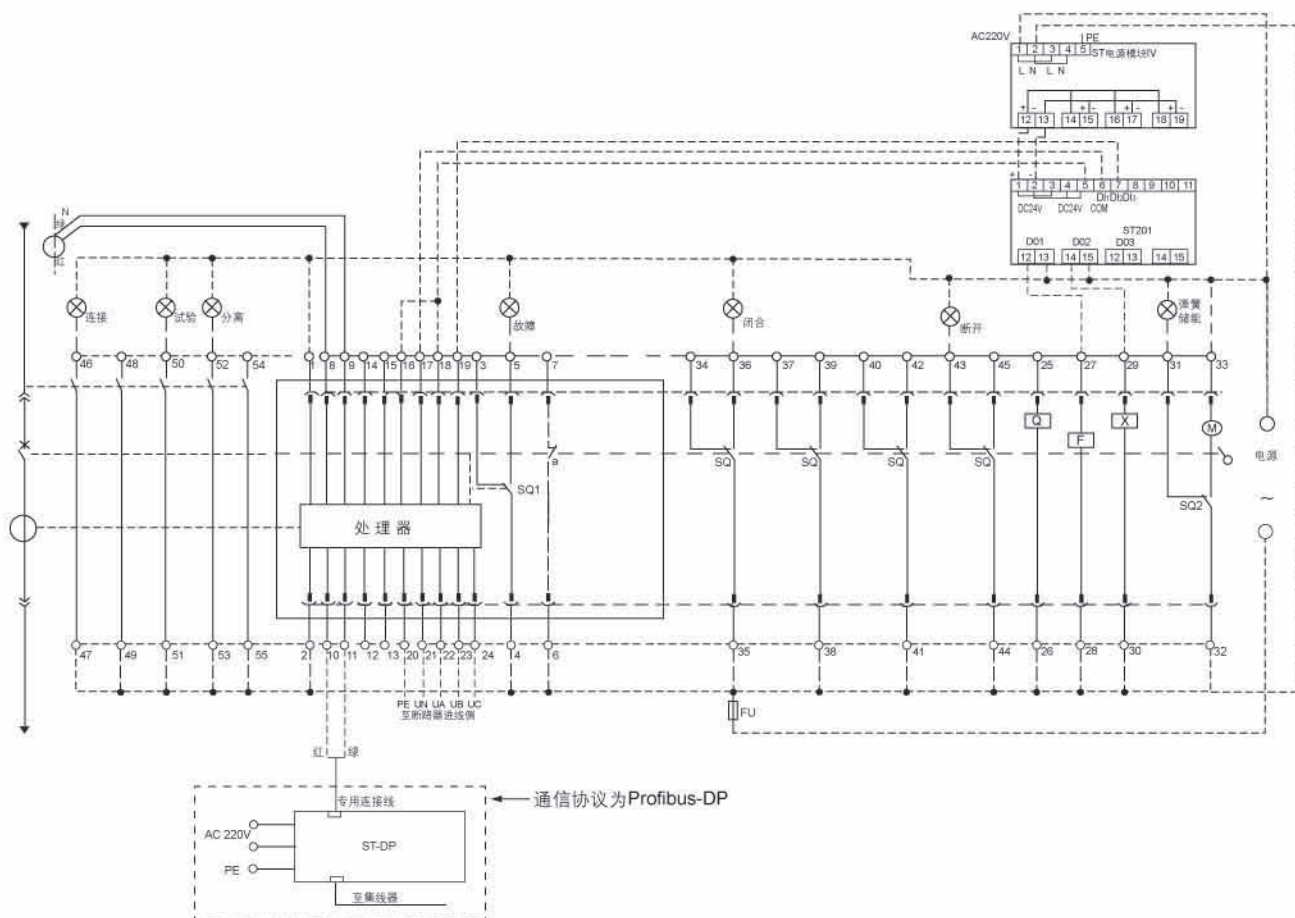 AC220V
PE
1 2 3 4 5
ST电源模块IV
L N L N
+ - + - + - + -
12 13 14 15 16 17 18 19
+ -
1 2 3 4 5 6 7 8 9 10 11
DI1DI2DI3
DC24V DC24V COM
ST201
D01 D02 D03
12 13 14 15 12 13 14 15
N
绿
红
连接 试验 分离 故障 闭合 断开 弹簧
储能
46 48 50 52 54 1 8 9 14 15 16 17 18 19 3 5 7 34 36 37 39 40 42 43 45 25 27 29 31 33
Q F X M
a
SQ SQ SQ SQ
电源
SQ1
SQ2
~
处理器
47 49 51 53 55 2 10 11 12 13 20 21 22 23 24 4 6 35 38 41 44 26 28 30 32
PE UN UA UB UC
至断路器进线侧
FU
红 绿
专用连接线
通信协议为Profibus-DP
AC 220V
ST-DP
PE
至集线器